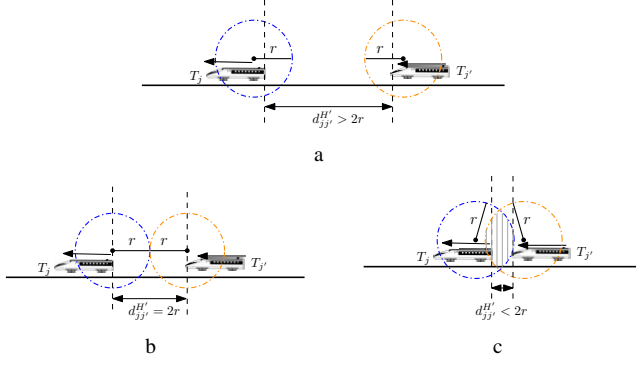 r
r
T_j
T_{j'}
d_{jj'}^{H'} > 2r
a
r
r
T_j
T_{j'}
d_{jj'}^{H'} = 2r
b
r
r
T_j
T_{j'}
d_{jj'}^{H'} < 2r
c